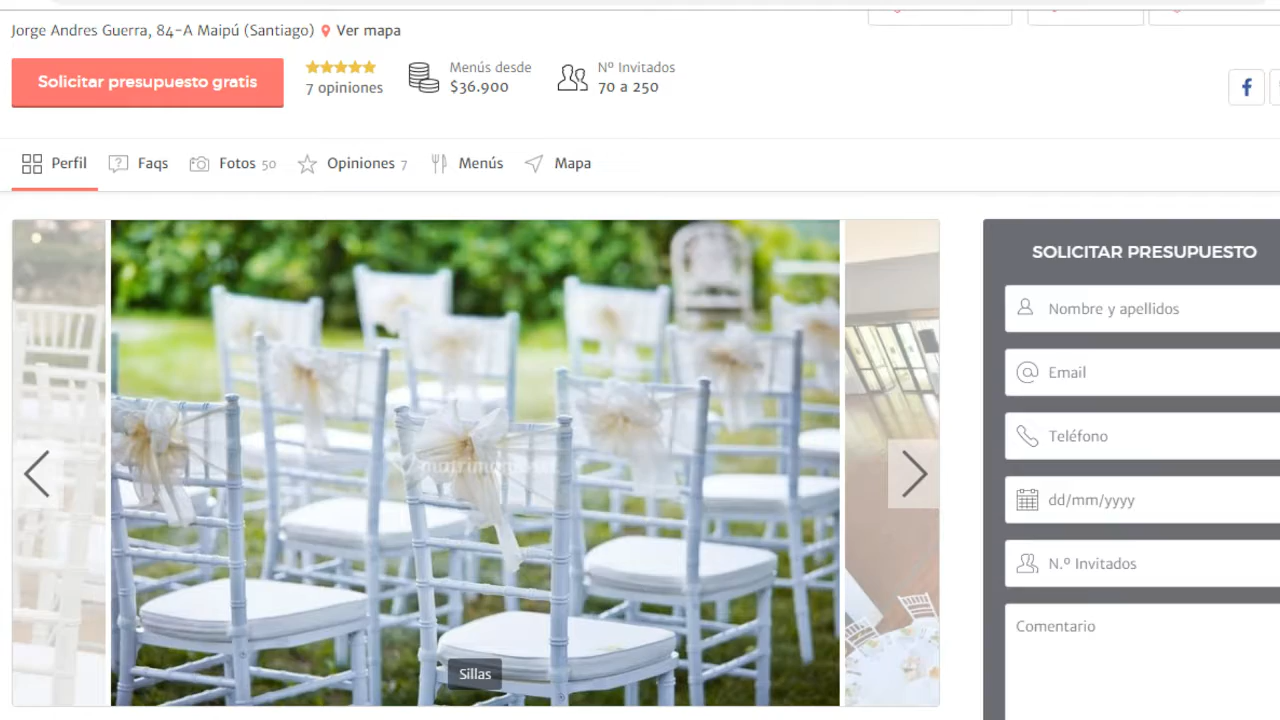 Jorge Andres Guerra, 84-A Maipú (Santiago) Ver mapa
Solicitar presupuesto gratis
7 opiniones
Menús desde
$36.900
Nº Invitados
70 a 250
Perfil Faqs Fotos 50 Opiniones 7 Menús Mapa
Sillas
SOLICITAR PRESUPUESTO
Nombre y apellidos
Email
Teléfono
dd/mm/yyyy
N.º Invitados
Comentario